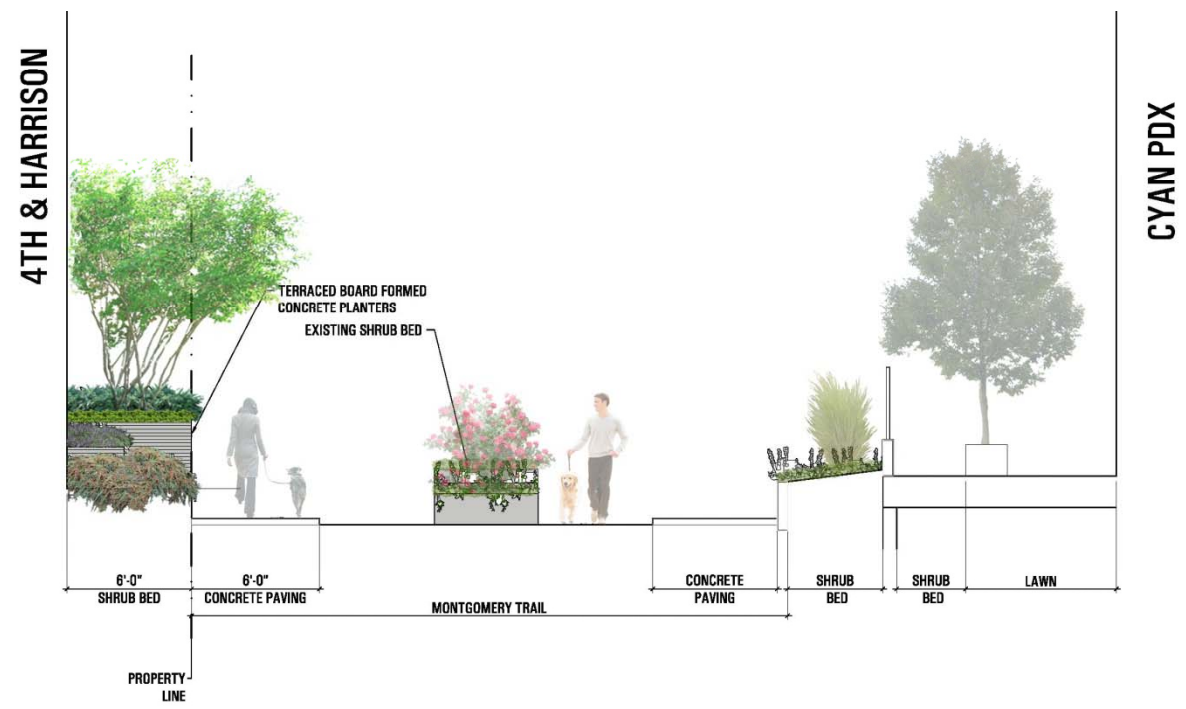 4TH & HARRISON
CYAN PDX
TERRACED BOARD FORMED
CONCRETE PLANTERS
EXISTING SHRUB BED
6'-0"
SHRUB BED
6'-0"
CONCRETE PAVING
MONTGOMERY TRAIL
CONCRETE
PAVING
SHRUB
BED
SHRUB
BED
LAWN
PROPERTY
LINE